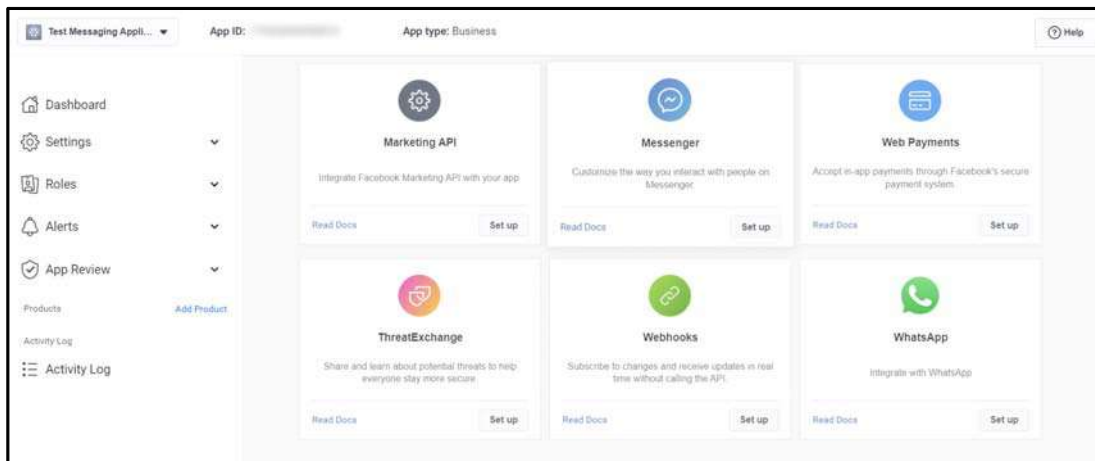 Test Messaging Appli...
App ID:
App type: Business
Help
Dashboard
Settings
Roles
Alerts
App Review
Products
Add Product
Activity Log
Activity Log
Marketing API
Integrate Facebook Marketing API with your app
Read Docs
Set up
Messenger
Customize the way you interact with people on
Messenger.
Read Docs
Set up
Web Payments
Accept in-app payments through Facebook's secure
payment system.
Read Docs
Set up
ThreatExchange
Share and learn about potential threats to help
everyone stay more secure.
Read Docs
Set up
Webhooks
Subscribe to changes and receive updates in real
time without calling the API.
Read Docs
Set up
WhatsApp
Integrate with WhatsApp
Read Docs
Set up